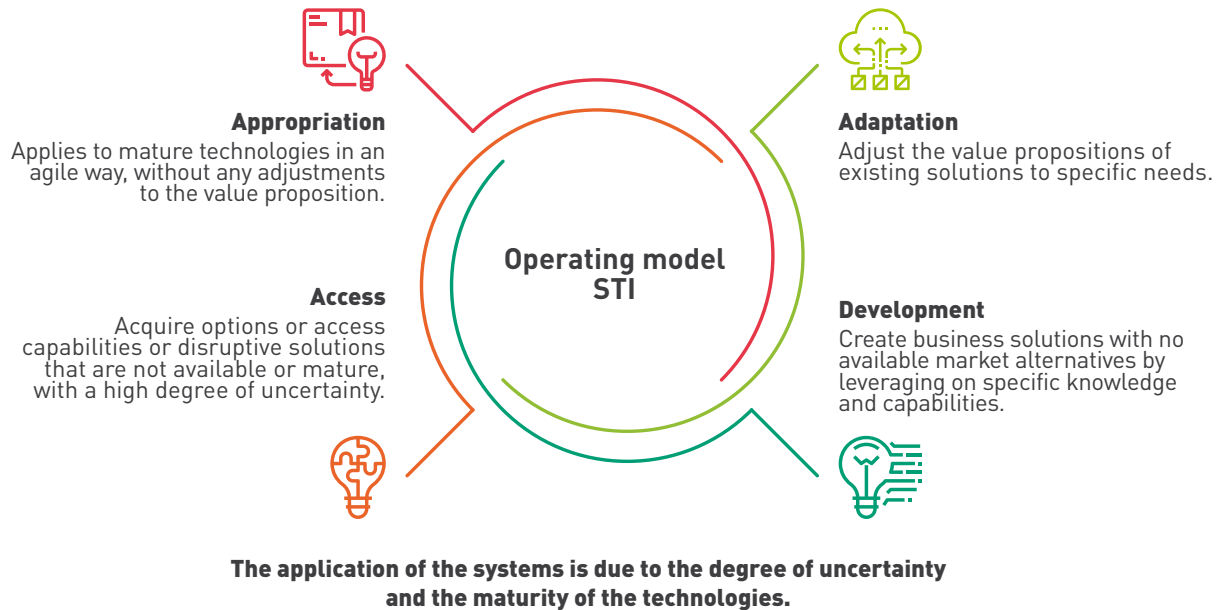 Appropriation
Applies to mature technologies in an
agile way, without any adjustments
to the value proposition.
Adaptation
Adjust the value propositions of
existing solutions to specific needs.
Operating model
STI
Access
Acquire options or access
capabilities or disruptive solutions
that are not available or mature,
with a high degree of uncertainty.
Development
Create business solutions with no
available market alternatives by
leveraging on specific knowledge
and capabilities.
The application of the systems is due to the degree of uncertainty
and the maturity of the technologies.